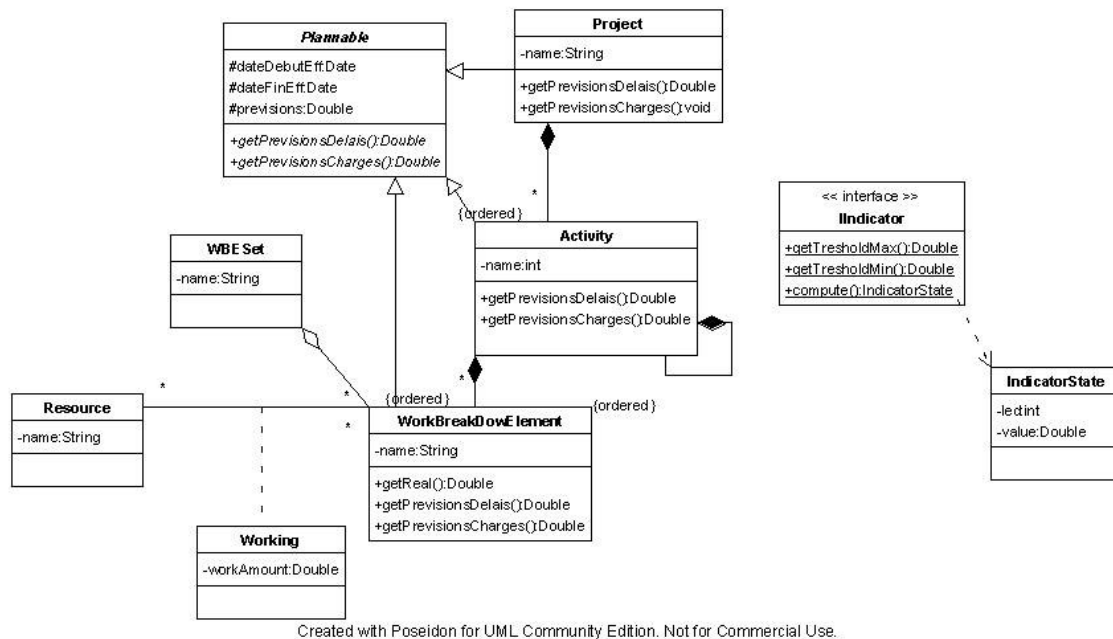 Plannable
#dateDebutEff:Date
#dateFinEff:Date
#previsions:Double
+getPrevisionsDelais():Double
+getPrevisionsCharges():Double
Project
-name:String
+getPrevisionsDelais():Double
+getPrevisionsCharges():void
*
{ordered}
Activity
-name:int
+getPrevisionsDelais():Double
+getPrevisionsCharges():Double
<< interface >>
IIndicator
+getTresholdMax():Double
+getTresholdMin():Double
+compute():IndicatorState
WBESet
-name:String
*
*
*
{ordered}
{ordered}
*
Resource
-name:String
WorkBreakDowElement
-name:String
+getReal():Double
+getPrevisionsDelais():Double
+getPrevisionsCharges():Double
IndicatorState
-led:int
-value:Double
Working
-workAmount:Double
Created with Poseidon for UML Community Edition. Not for Commercial Use.